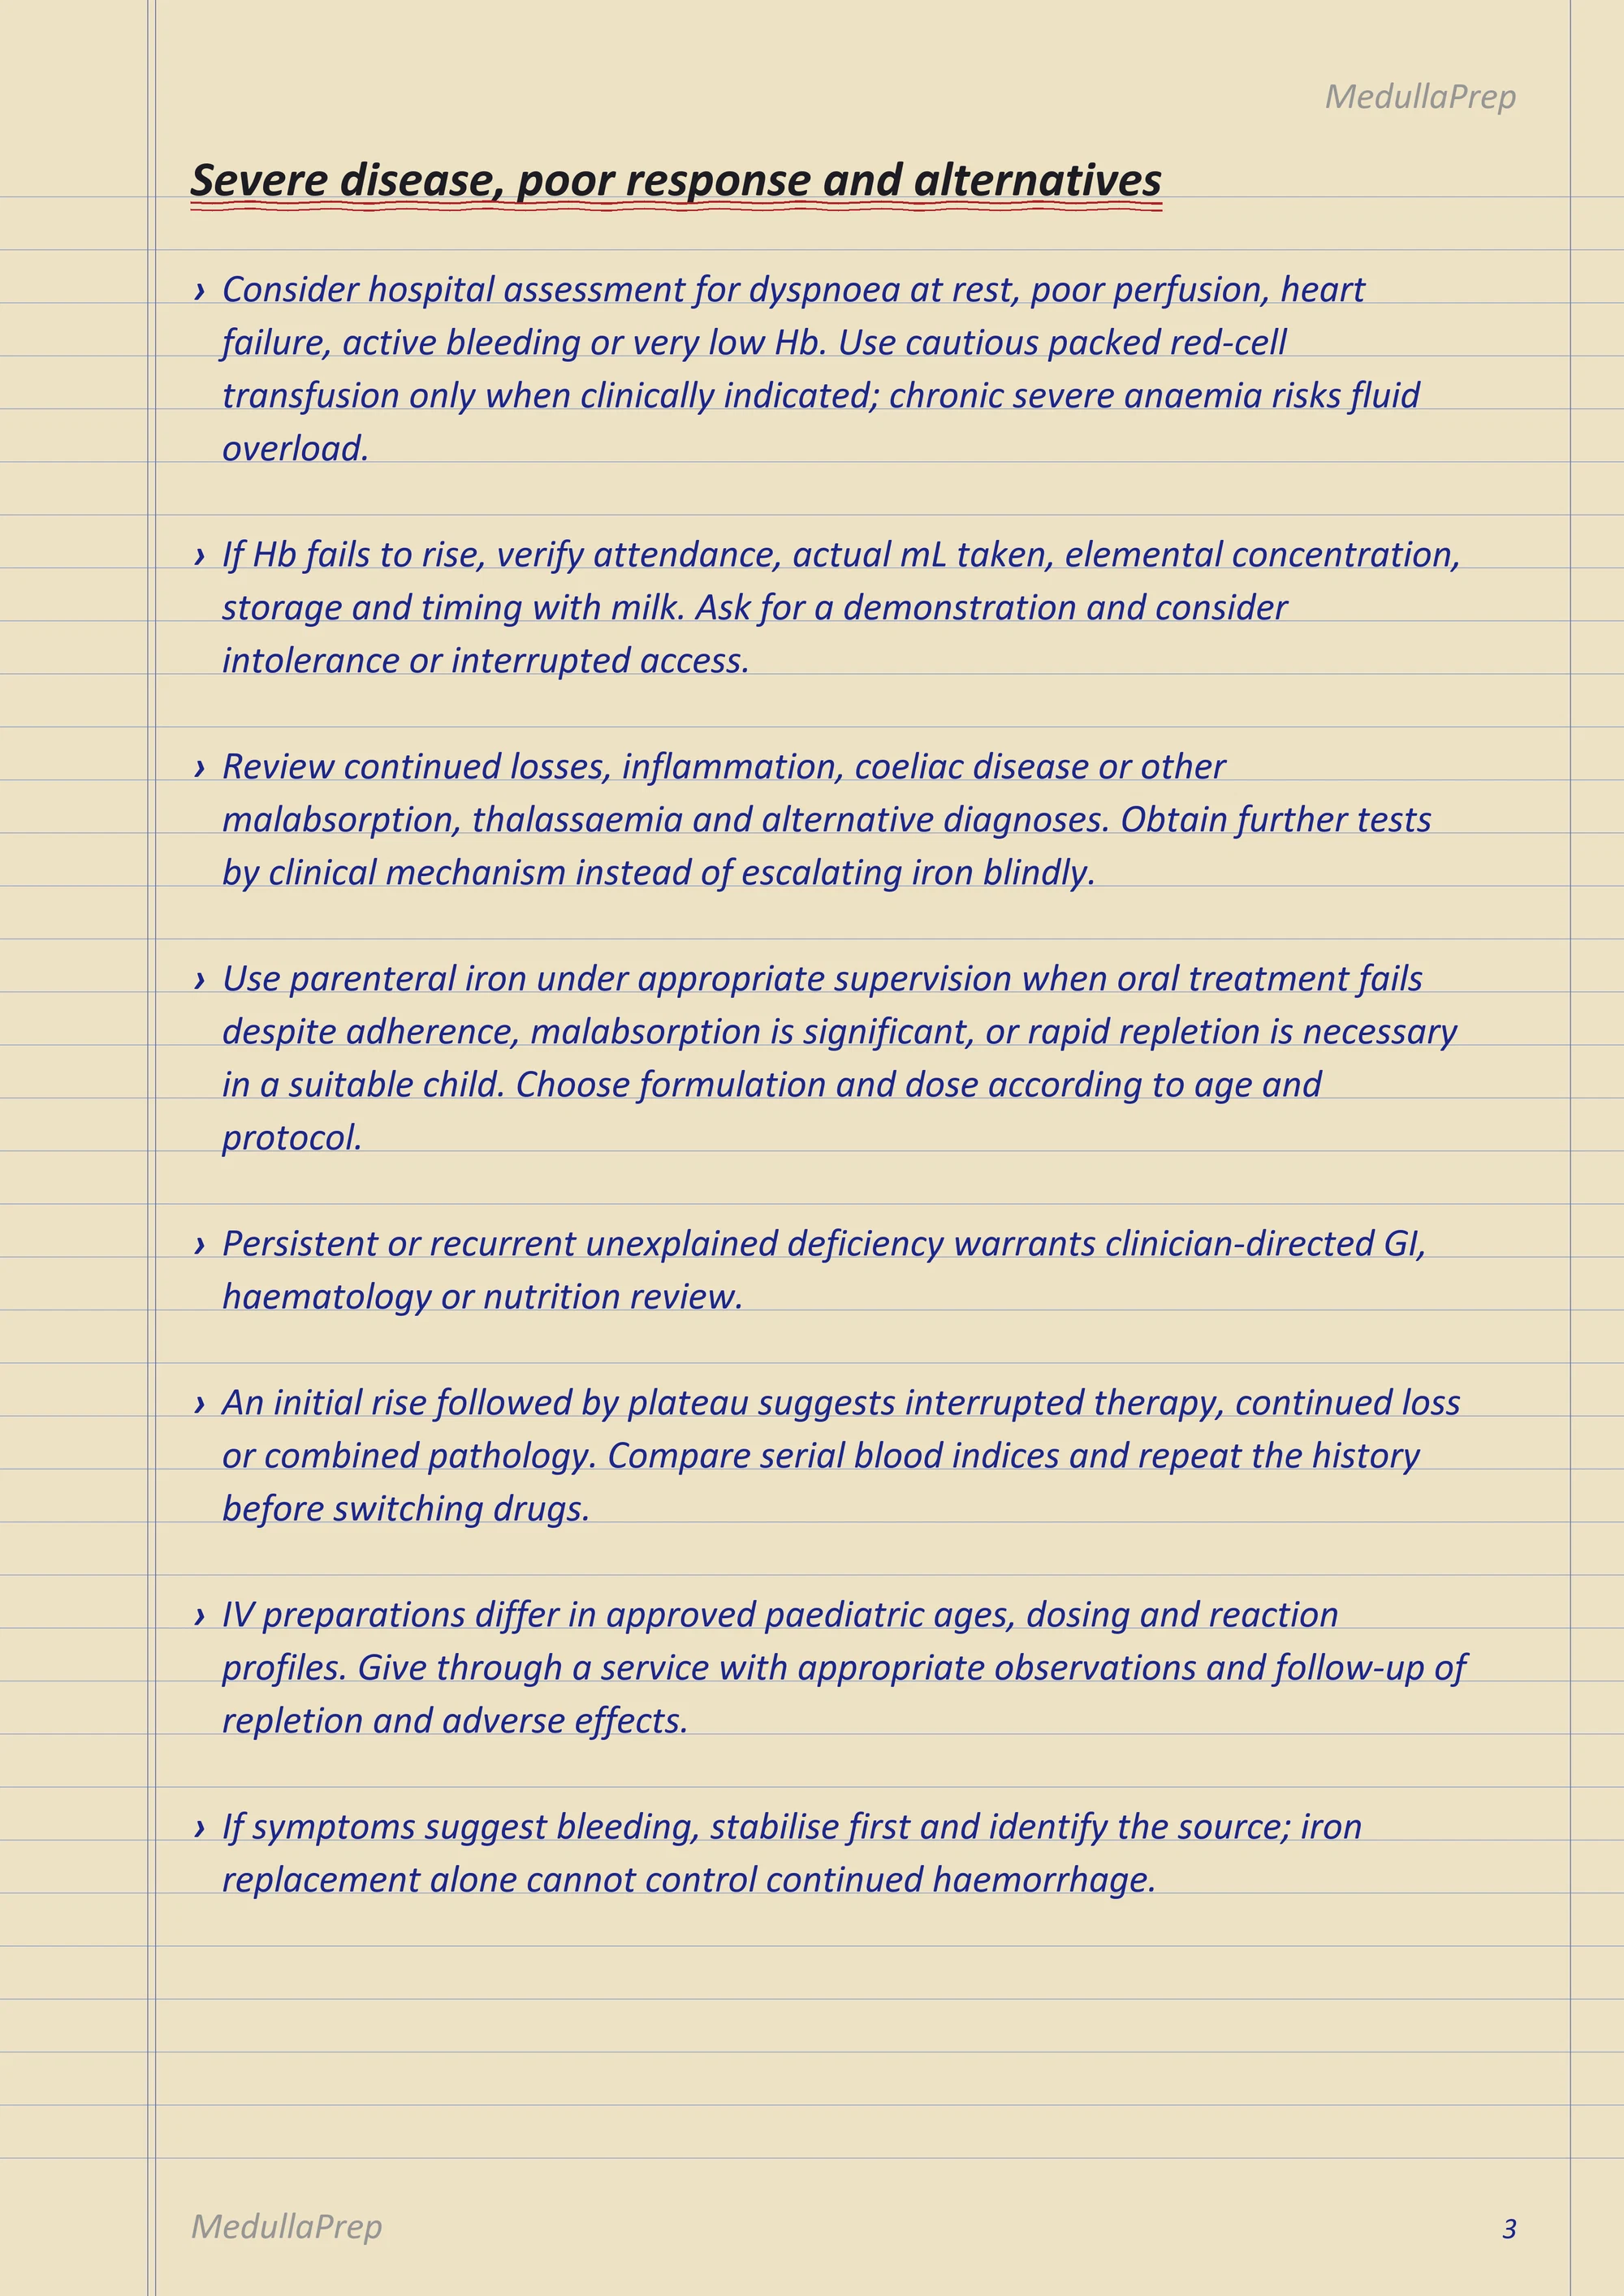 MedullaPrep
Severe disease, poor response and alternatives
› Consider hospital assessment for dyspnoea at rest, poor perfusion, heart
failure, active bleeding or very low Hb. Use cautious packed red-cell
transfusion only when clinically indicated; chronic severe anaemia risks fluid
overload.
› If Hb fails to rise, verify attendance, actual mL taken, elemental concentration,
storage and timing with milk. Ask for a demonstration and consider
intolerance or interrupted access.
› Review continued losses, inflammation, coeliac disease or other
malabsorption, thalassaemia and alternative diagnoses. Obtain further tests
by clinical mechanism instead of escalating iron blindly.
› Use parenteral iron under appropriate supervision when oral treatment fails
despite adherence, malabsorption is significant, or rapid repletion is necessary
in a suitable child. Choose formulation and dose according to age and
protocol.
› Persistent or recurrent unexplained deficiency warrants clinician-directed GI,
haematology or nutrition review.
› An initial rise followed by plateau suggests interrupted therapy, continued loss
or combined pathology. Compare serial blood indices and repeat the history
before switching drugs.
› IV preparations differ in approved paediatric ages, dosing and reaction
profiles. Give through a service with appropriate observations and follow-up of
repletion and adverse effects.
› If symptoms suggest bleeding, stabilise first and identify the source; iron
replacement alone cannot control continued haemorrhage.
MedullaPrep
3